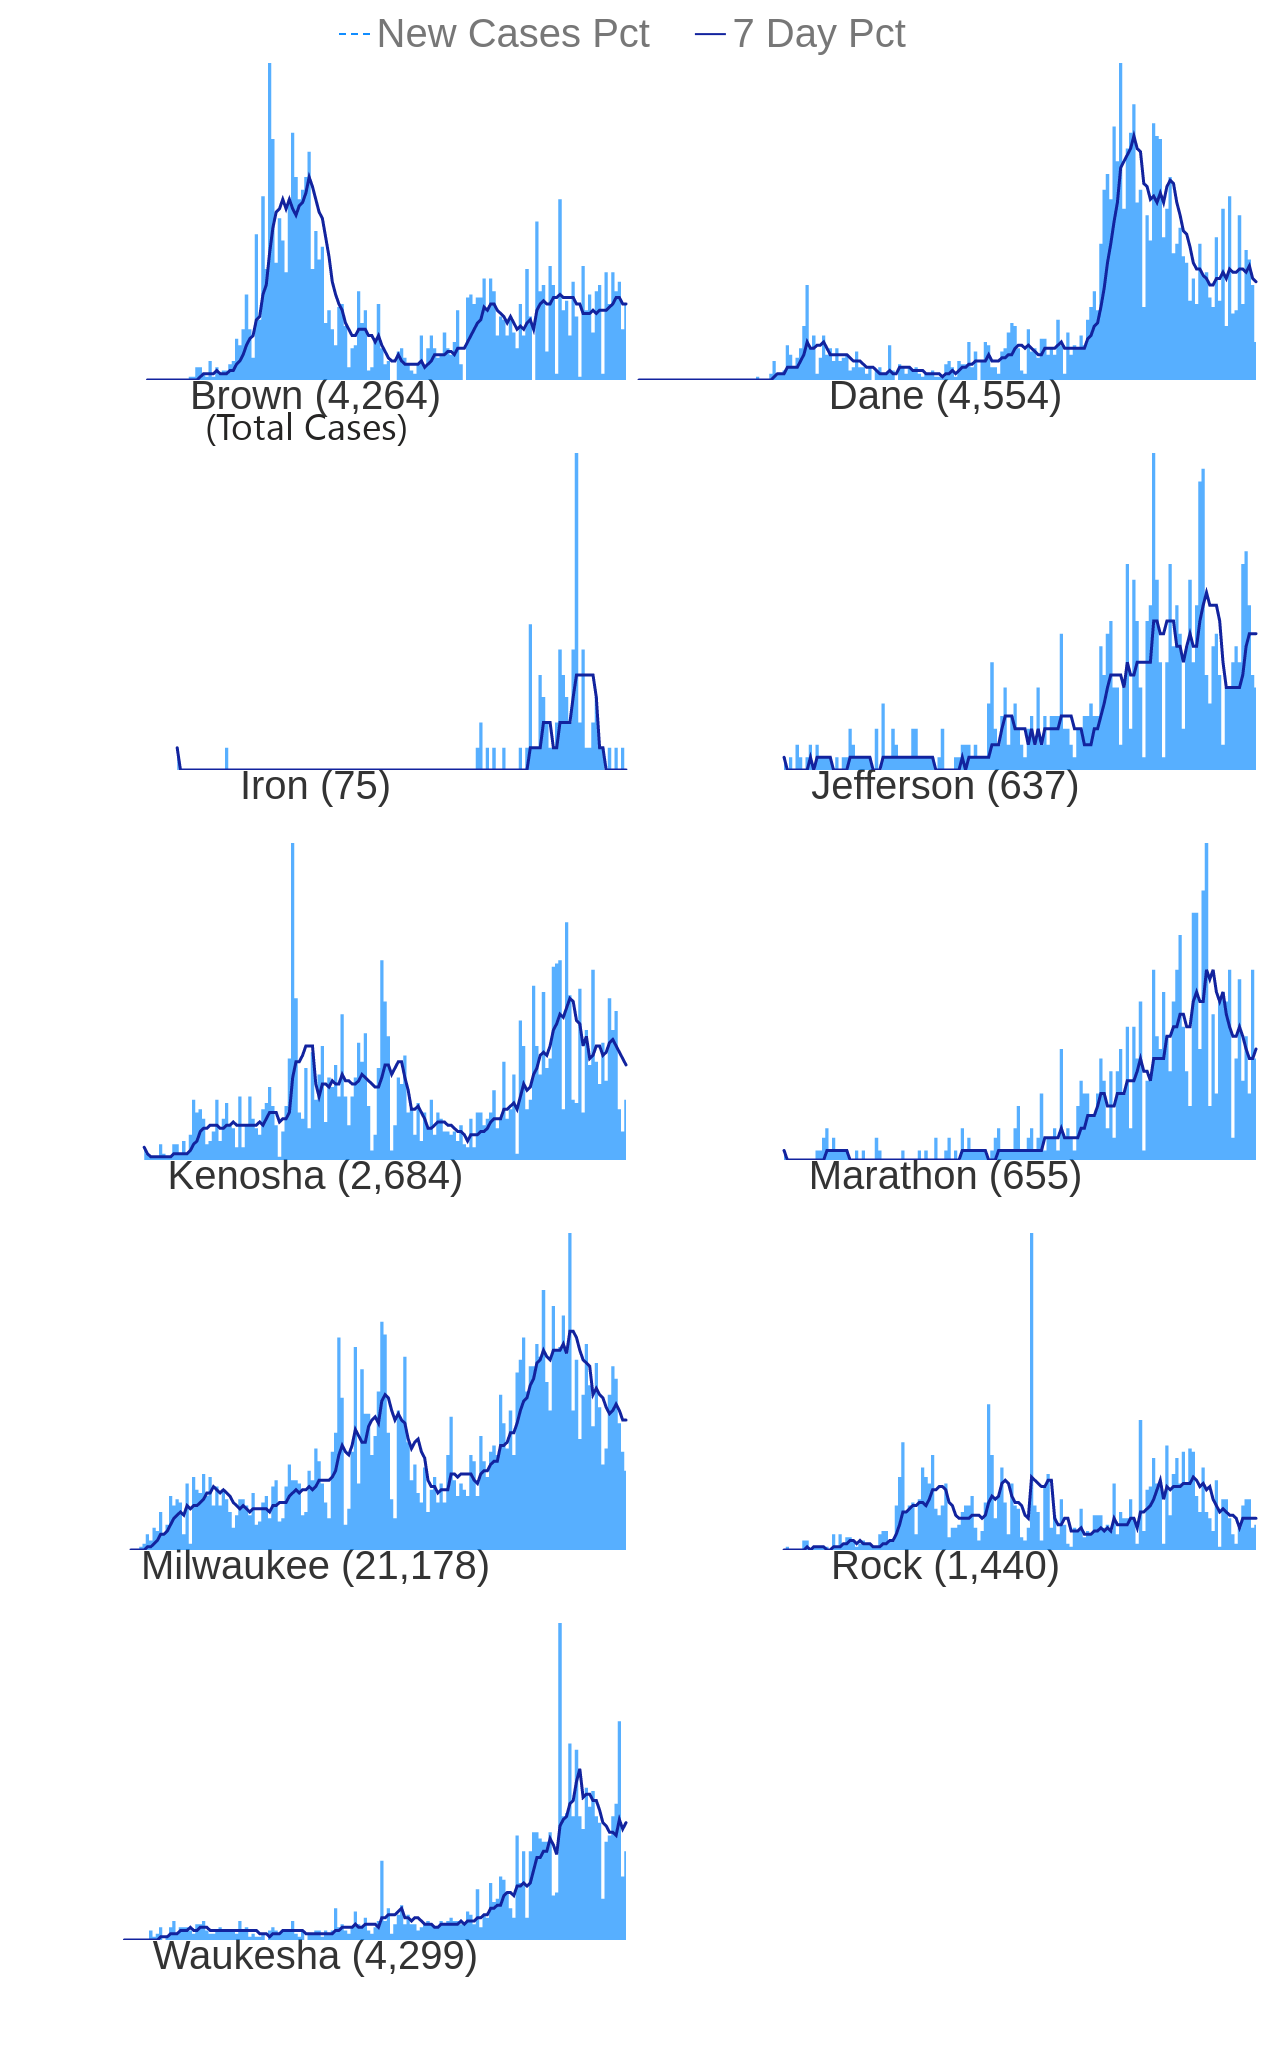 New Cases Pct 7 Day Pct
Brown (4,264) Dane (4,554)
(Total Cases)
Iron (75) Jefferson (637)
Kenosha (2,684) Marathon (655)
Milwaukee (21,178) Rock (1,440)
Waukesha (4,299)